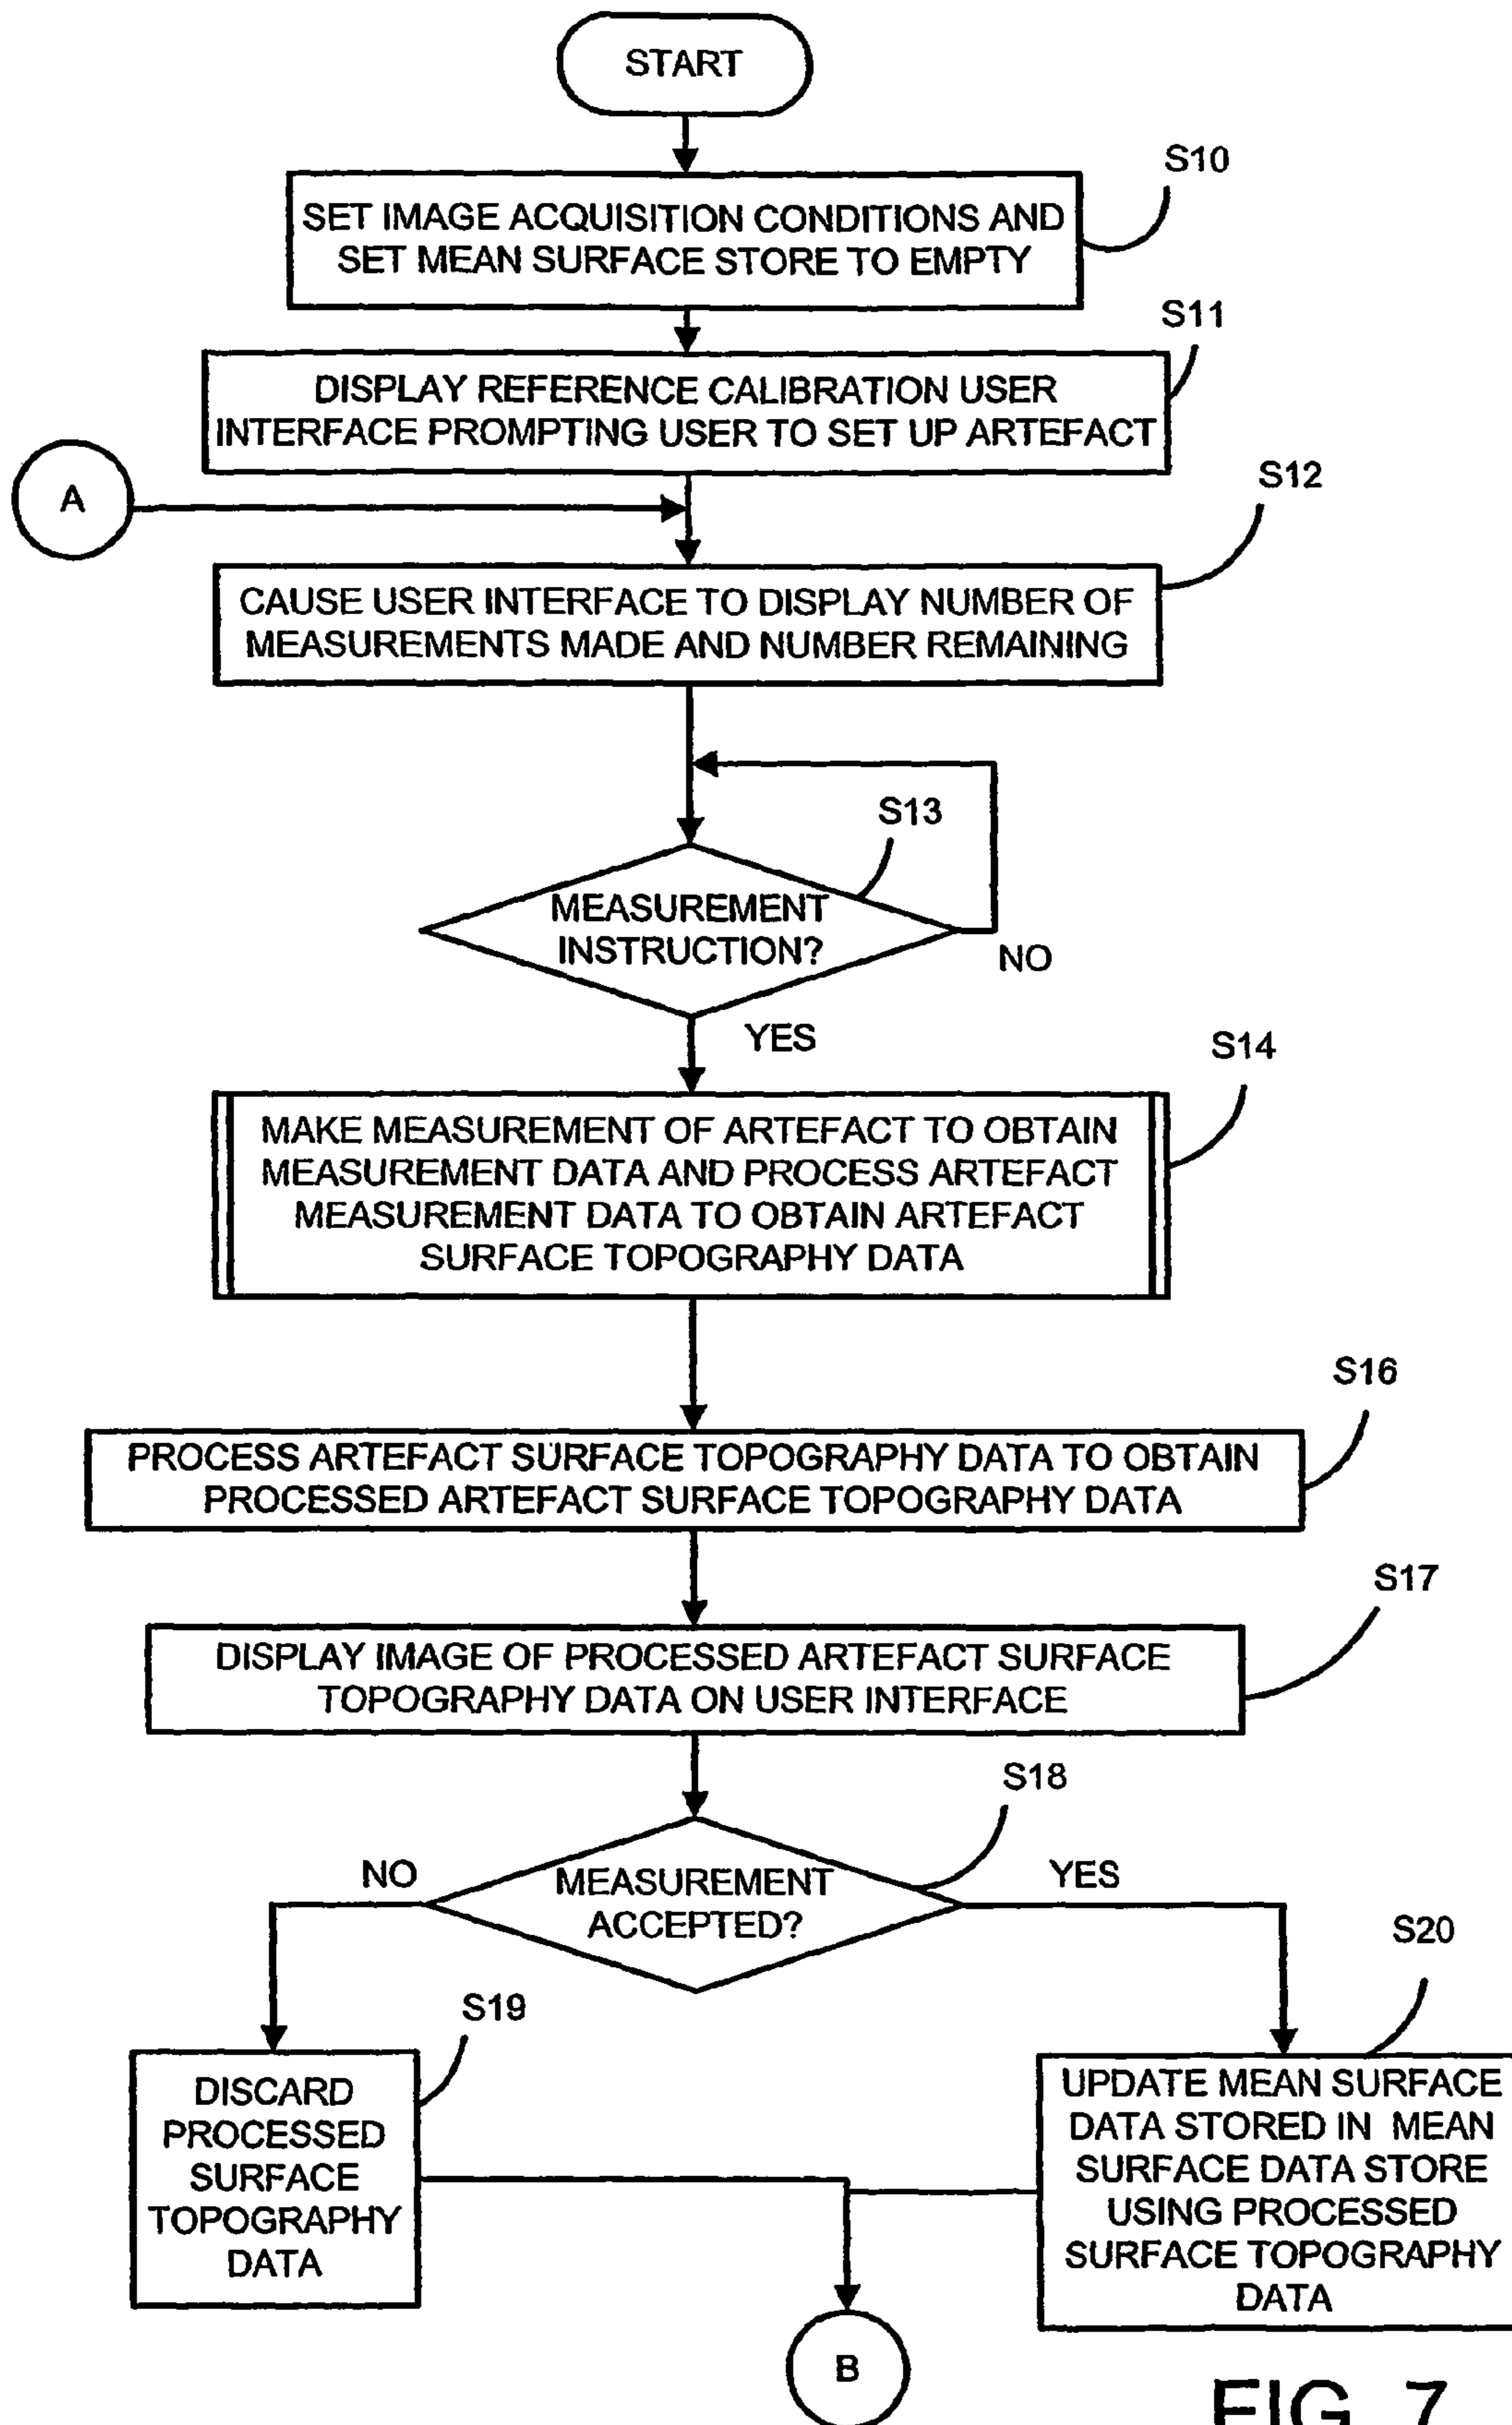 START
S10
SET IMAGE ACQUISITION CONDITIONS AND
SET MEAN SURFACE STORE TO EMPTY
S11
DISPLAY REFERENCE CALIBRATION USER
INTERFACE PROMPTING USER TO SET UP ARTEFACT
A
S12
CAUSE USER INTERFACE TO DISPLAY NUMBER OF
MEASUREMENTS MADE AND NUMBER REMAINING
S13
MEASUREMENT
INSTRUCTION?
NO
YES
S14
MAKE MEASUREMENT OF ARTEFACT TO OBTAIN
MEASUREMENT DATA AND PROCESS ARTEFACT
MEASUREMENT DATA TO OBTAIN ARTEFACT
SURFACE TOPOGRAPHY DATA
S16
PROCESS ARTEFACT SURFACE TOPOGRAPHY DATA TO OBTAIN
PROCESSED ARTEFACT SURFACE TOPOGRAPHY DATA
S17
DISPLAY IMAGE OF PROCESSED ARTEFACT SURFACE
TOPOGRAPHY DATA ON USER INTERFACE
S18
NO
MEASUREMENT
ACCEPTED?
YES
S19
DISCARD
PROCESSED
SURFACE
TOPOGRAPHY
DATA
S20
UPDATE MEAN SURFACE
DATA STORED IN MEAN
SURFACE DATA STORE
USING PROCESSED
SURFACE TOPOGRAPHY
DATA
B
FIG. 7